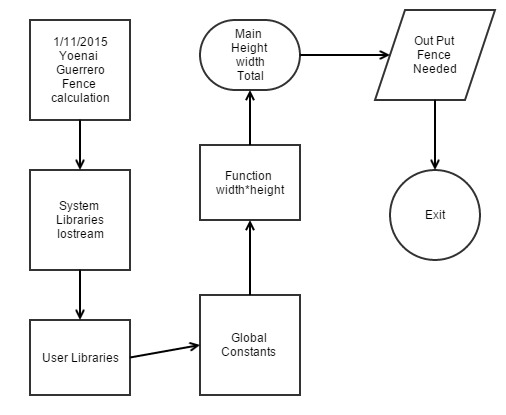 1/11/2015
Yoenai
Guerrero
Fence
calculation
System
Libraries
Iostream
User Libraries
Global
Constants
Function
width*height
Main
Height
width
Total
Out Put
Fence
Needed
Exit